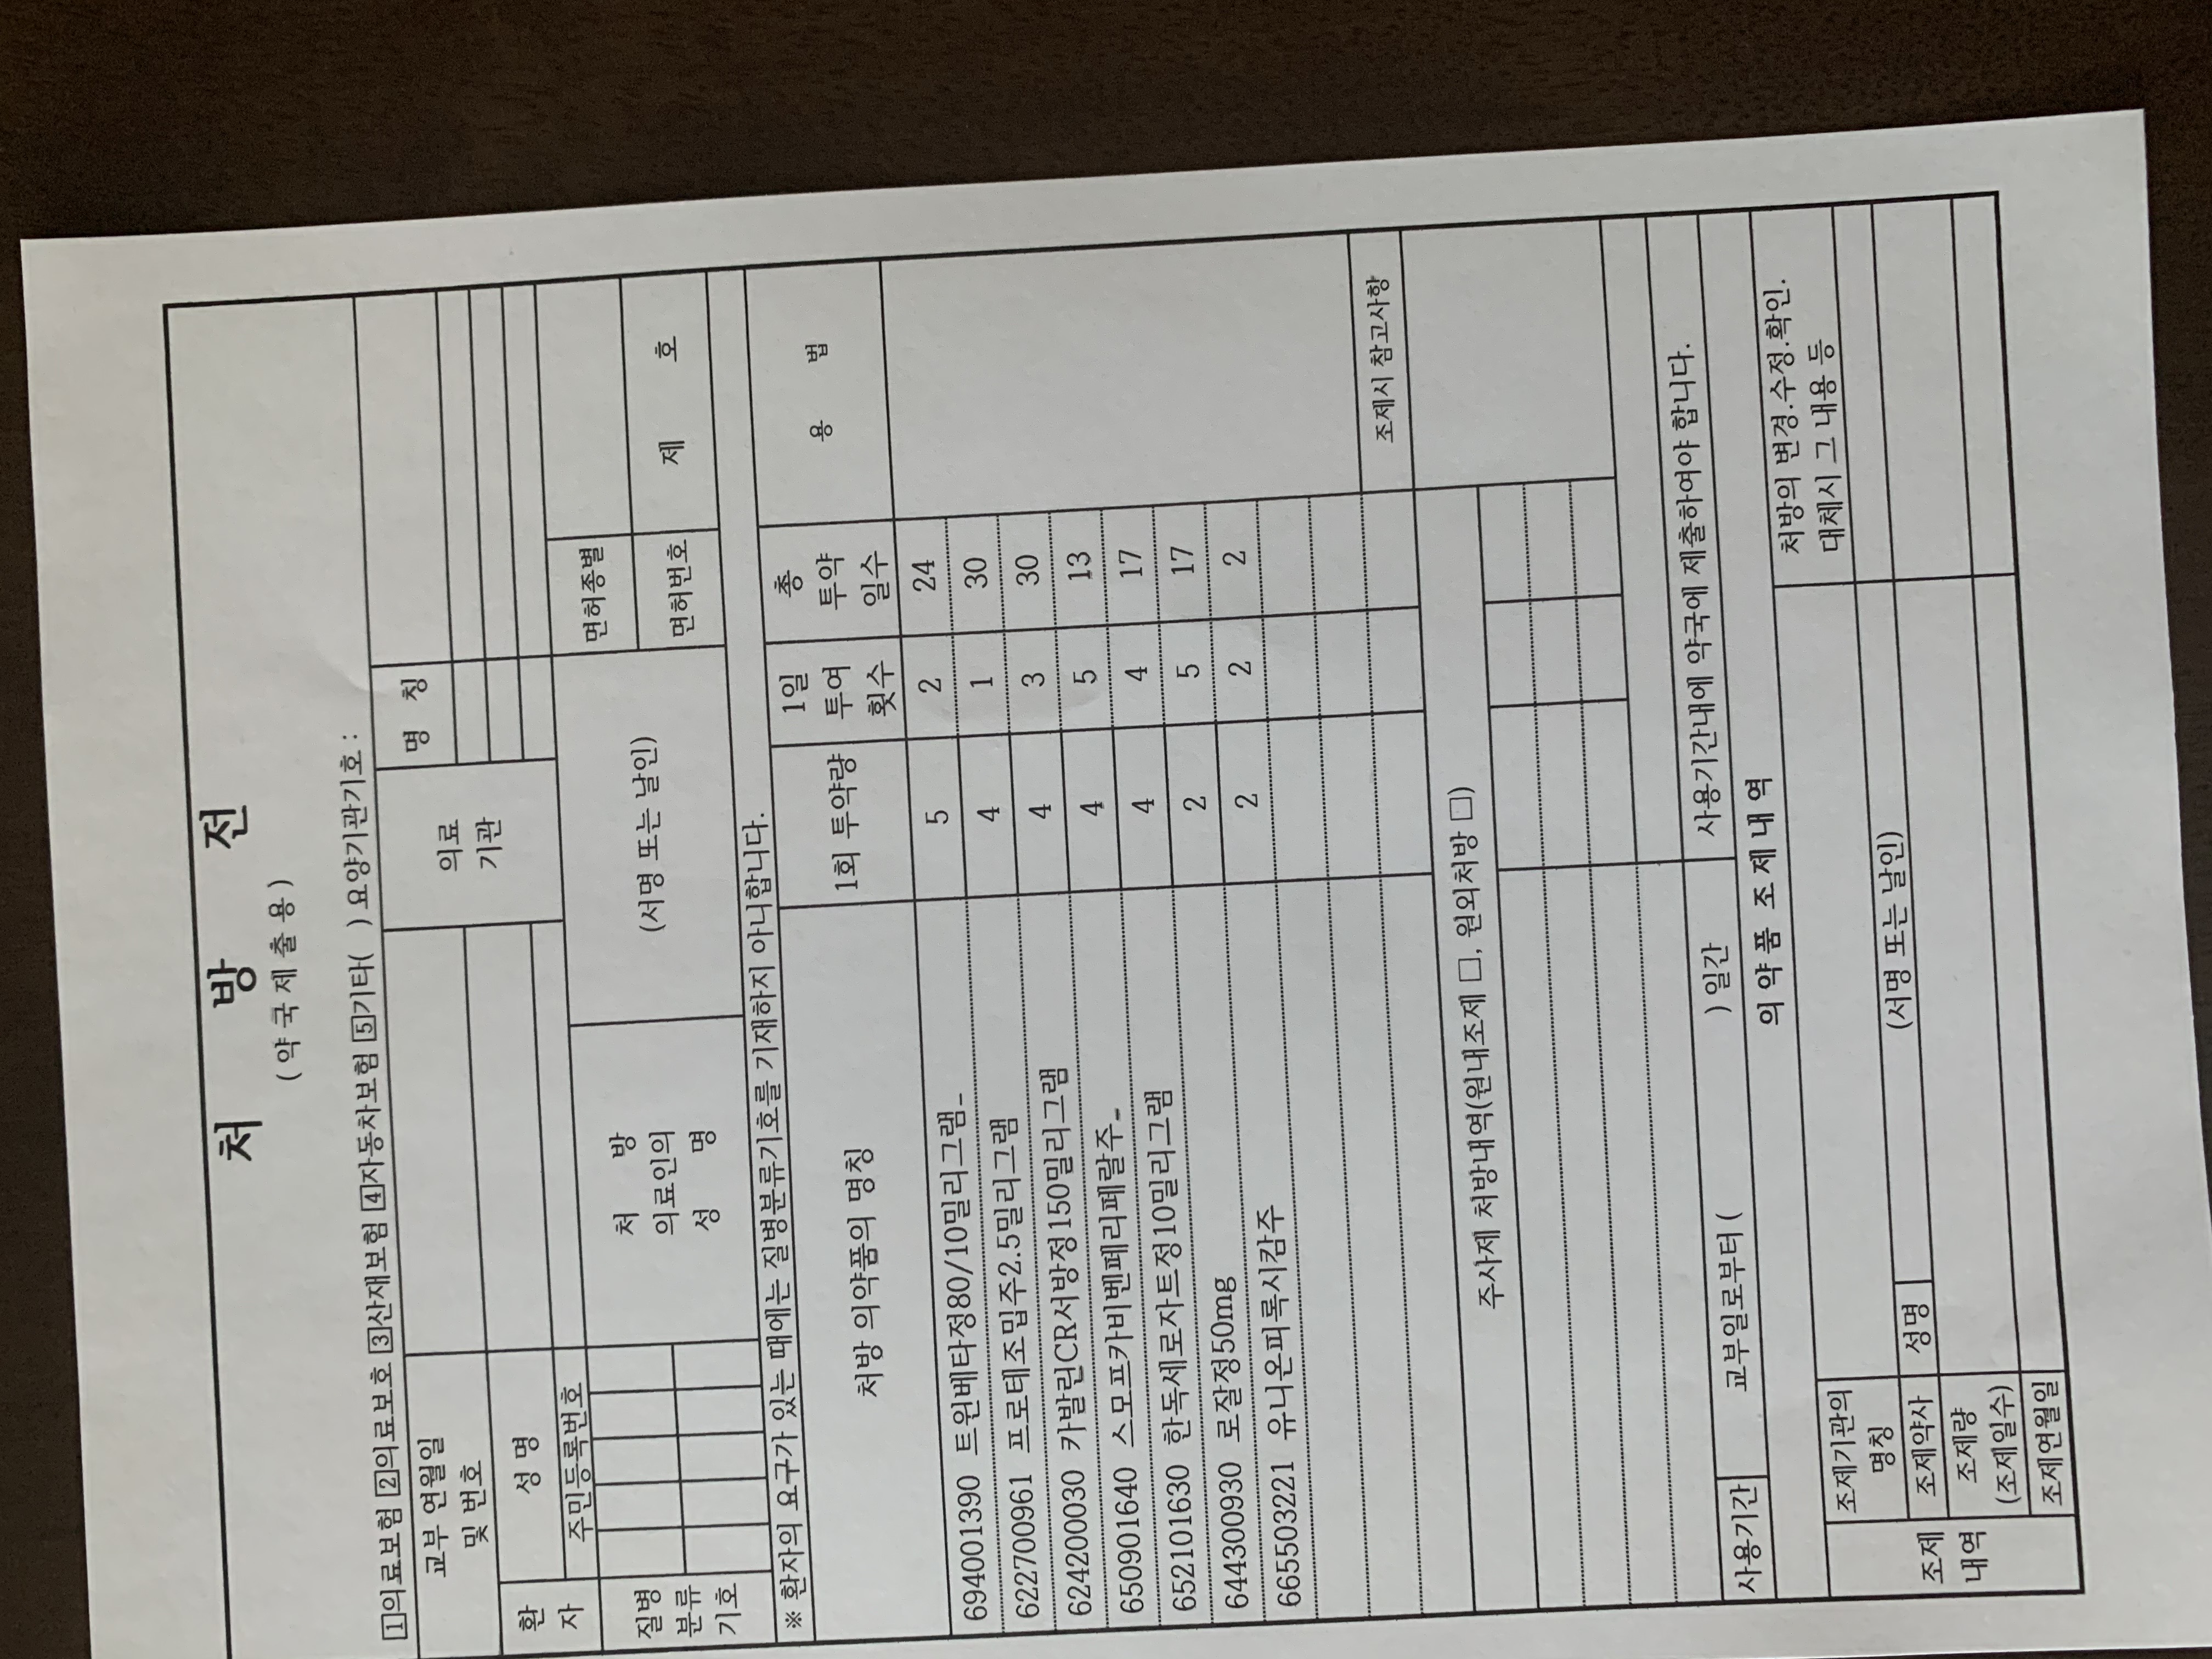 처 방 전
( 약 국 제 출 용 )
1의료보험 2의료보호 3산재보험 4자동차보험 5기타( ) 요양기관기호 :
교부 연월일
및 번호
의료
기관
명 칭
환
자
성 명
주민등록번호
질병
분류
기호
처 방
의료인의
성 명
(서명 또는 날인)
면허종별
면허번호
제 호
※ 환자의 요구가 있는 때에는 질병분류기호를 기재하지 아니합니다.
처방 의약품의 명칭
1회 투약량
1일
투여
횟수
총
투약
일수
용 법
694001390 트윈베타정80/10밀리그램_ 5 2 24
622700961 프로테조밉주2.5밀리그램 4 1 30
624200030 카발린CR서방정150밀리그램 4 3 30
650901640 스모프카비벤페리페랄주_ 4 5 13
652101630 한독세로자트정10밀리그램 4 4 17
644300930 로잘정50mg 2 5 17
665503221 유니온피록시캄주 2 2 2
조제시 참고사항
주사제 처방내역(원내조제 □, 원외처방 □)
사용기간
교부일로부터 ( ) 일간
사용기간내에 약국에 제출하여야 합니다.
의 약 품 조 제 내 역
조제
내역
조제기관의
명칭
처방의 변경.수정.확인.
대체시 그 내용 등
조제약사
성명
(서명 또는 날인)
조제량
(조제일수)
조제연월일